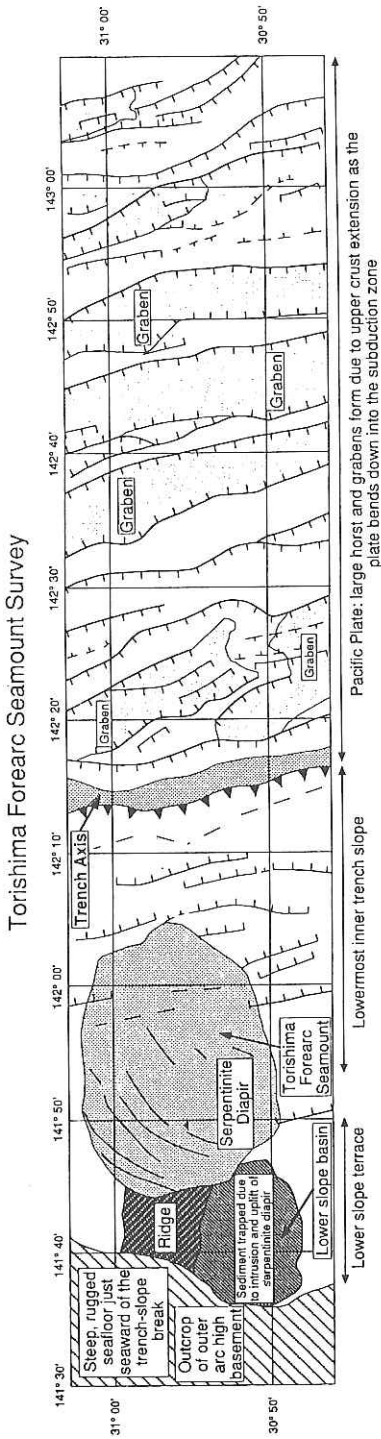 Torishima Forearc Seamount Survey
141° 30'
141° 40'
141° 50'
142° 00'
142° 10'
142° 20'
142° 30'
142° 40'
142° 50'
143° 00'
31° 00'
30° 50'
31° 00'
30° 50'
Steep, rugged
seafloor just
seaward of the
trench-slope
break
Outcrop
of outer
arc high
basement
Ridge
Sediment trapped due
to intrusion and uplift of
serpentinite diapir
Lower slope basin
Serpentinite
Diapir
Torishima
Forearc
Seamount
Trench Axis
Graben
Graben
Graben
Graben
Graben
Lower slope terrace
Lowermost inner trench slope
Pacific Plate: large horst and grabens form due to upper crust extension as the
plate bends down into the subduction zone